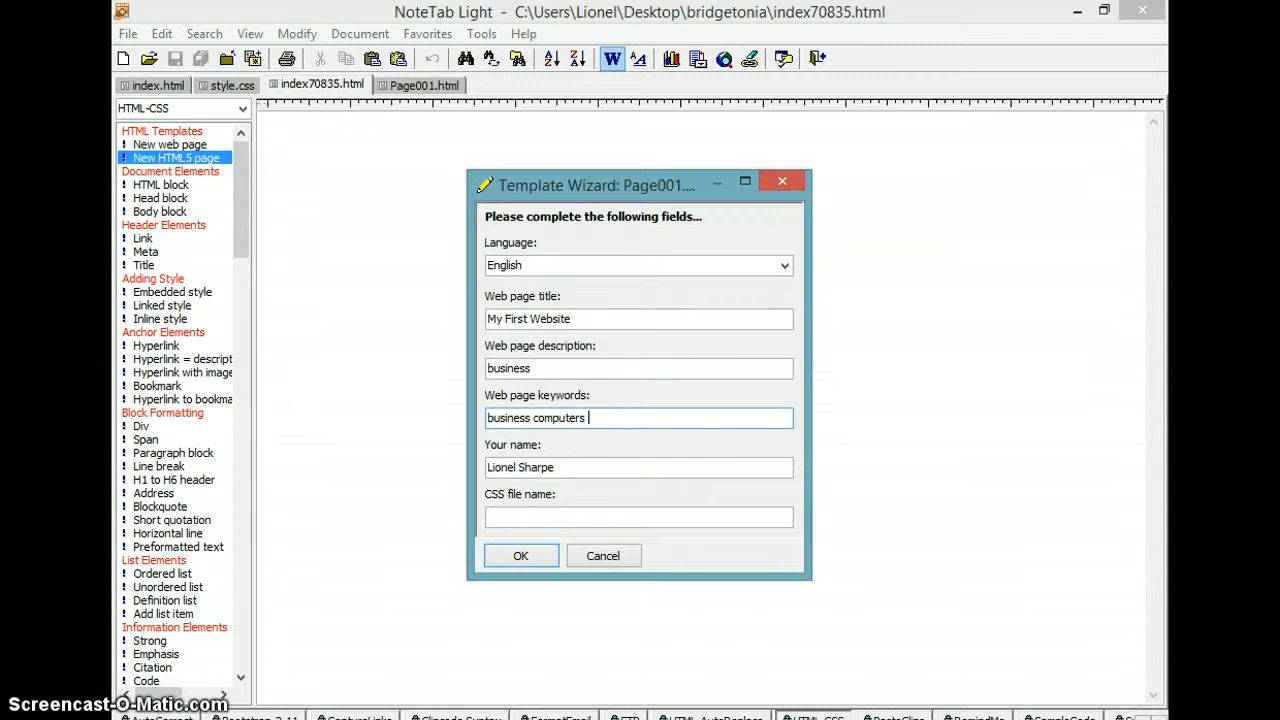 NoteTab Light - C:\Users\Lionel\Desktop\bridgetonia\index70835.html
File Edit Search View Modify Document Favorites Tools Help
index.html style.css index70835.html Page001.html
HTML-CSS
HTML Templates
New web page
New HTML5 page
Document Elements
HTML block
Head block
Body block
Header Elements
Link
Meta
Title
Adding Style
Embedded style
Linked style
Inline style
Anchor Elements
Hyperlink
Hyperlink = descript
Hyperlink with image
Bookmark
Hyperlink to bookma
Block Formatting
Div
Span
Paragraph block
Line break
H1 to H6 header
Address
Blockquote
Short quotation
Horizontal line
Preformatted text
List Elements
Ordered list
Unordered list
Definition list
Add list item
Information Elements
Strong
Emphasis
Citation
Code
Template Wizard: Page001....
Please complete the following fields...
Language:
English
Web page title:
My First Website
Web page description:
business
Web page keywords:
business computers
Your name:
Lionel Sharpe
CSS file name:
OK Cancel
Screencast-O-Matic.com